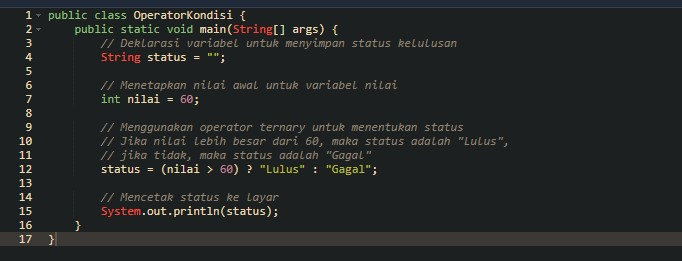 1 public class OperatorKondisi {
2 public static void main(String[] args) {
3 // Deklarasi variabel untuk menyimpan status kelulusan
4 String status = "";
5
6 // Menetapkan nilai awal untuk variabel nilai
7 int nilai = 60;
8
9 // Menggunakan operator ternary untuk menentukan status
10 // Jika nilai lebih besar dari 60, maka status adalah "Lulus",
11 // jika tidak, maka status adalah "Gagal"
12 status = (nilai > 60) ? "Lulus" : "Gagal";
13
14 // Mencetak status ke layar
15 System.out.println(status);
16 }
17 }